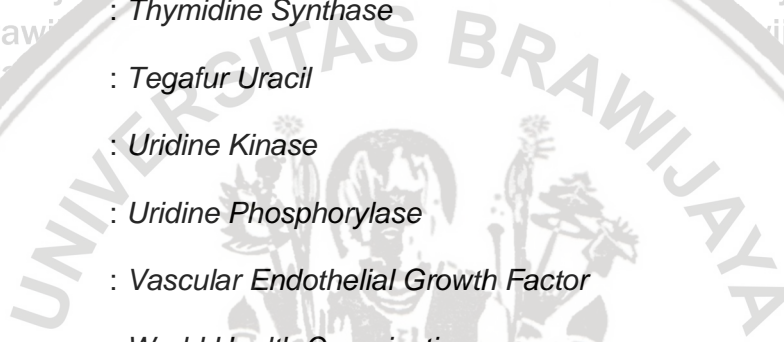 : Thymidine Synthase
UNIVERSITAS BRAWIJAYA
: Tegafur Uracil
: Uridine Kinase
: Uridine Phosphorylase
: Vascular Endothelial Growth Factor